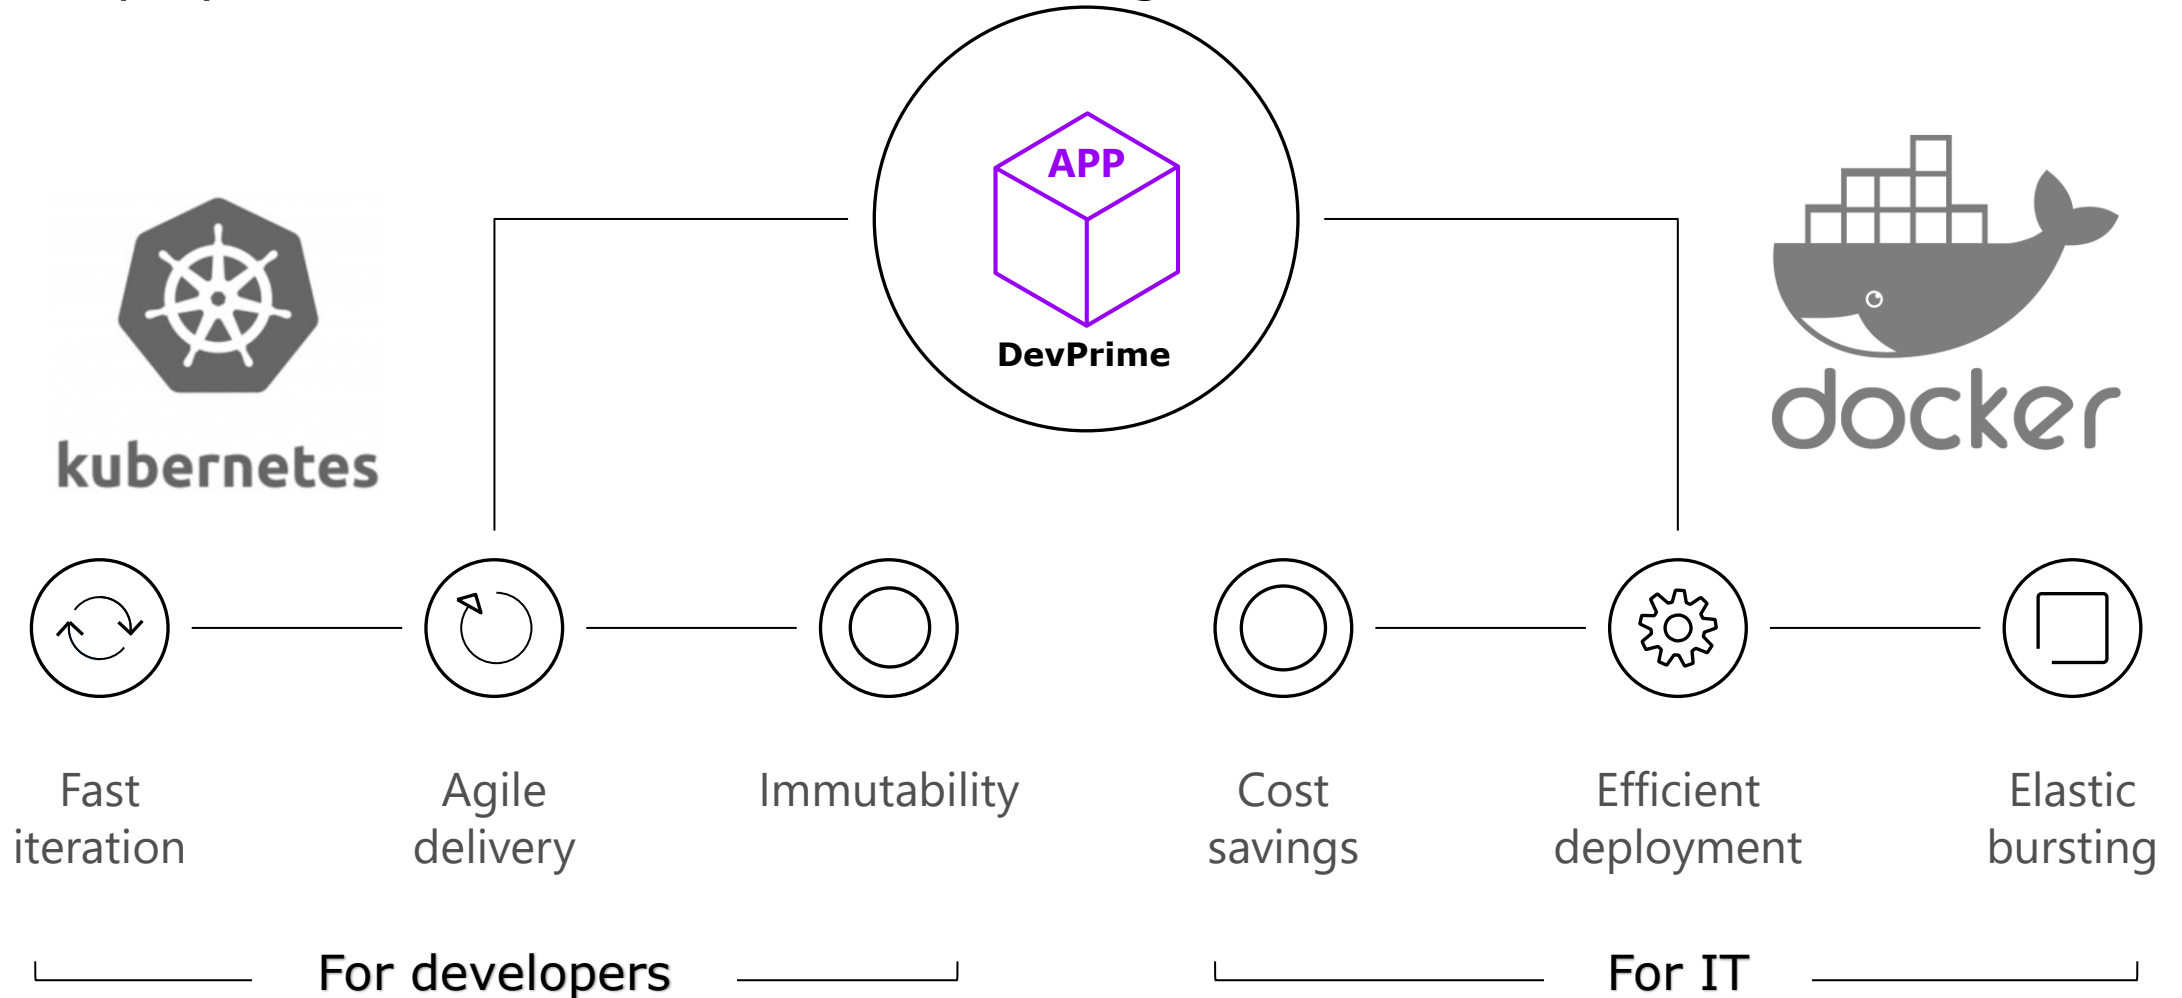 APP
DevPrime
kubernetes
docker
Fast
iteration
Agile
delivery
Immutability
Cost
savings
Efficient
deployment
Elastic
bursting
For developers
For IT